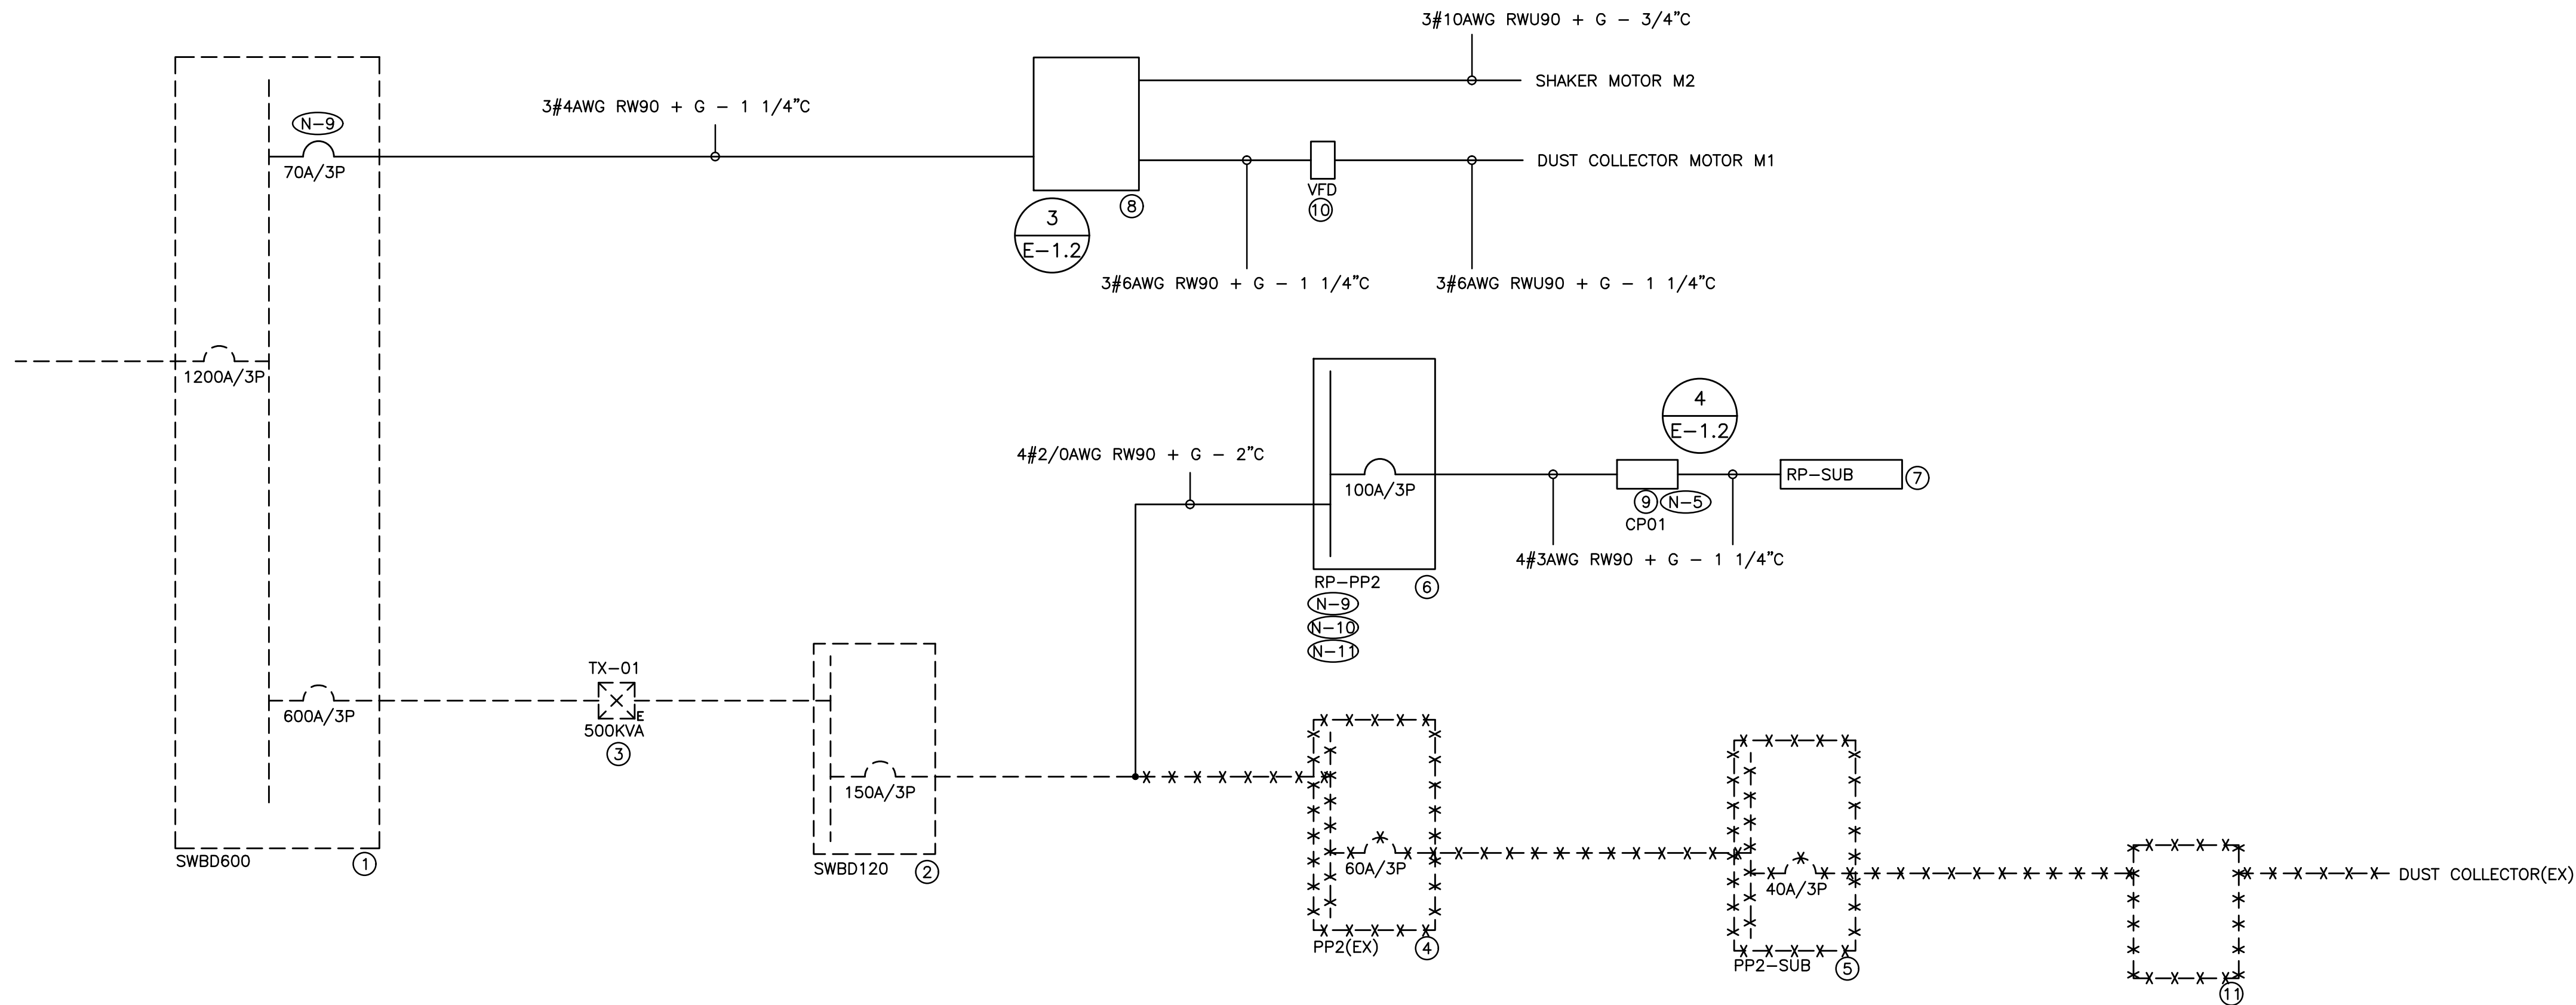 3#10AWG RWU90 + G - 3/4"C
SHAKER MOTOR M2
3#4AWG RW90 + G - 1 1/4"C
N-9
70A/3P
DUST COLLECTOR MOTOR M1
VFD
10
8
3
E-1.2
3#6AWG RW90 + G - 1 1/4"C
3#6AWG RWU90 + G - 1 1/4"C
1200A/3P
4
E-1.2
4#2/0AWG RW90 + G - 2"C
100A/3P
RP-SUB
7
9
N-5
CP01
4#3AWG RW90 + G - 1 1/4"C
RP-PP2
6
N-9
N-10
N-11
TX-01
E
500KVA
3
600A/3P
150A/3P
SWBD600
1
SWBD120
2
60A/3P
PP2(EX)
4
40A/3P
PP2-SUB
5
DUST COLLECTOR(EX)
11